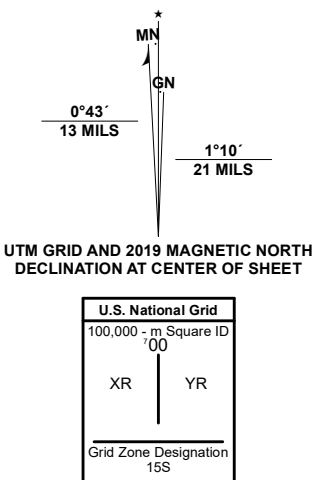 MN
GN
0°43´
13 MILS
1°10´
21 MILS
UTM GRID AND 2019 MAGNETIC NORTH
DECLINATION AT CENTER OF SHEET
U.S. National Grid
100,000 - m Square ID
⁷00
XR YR
Grid Zone Designation
15S